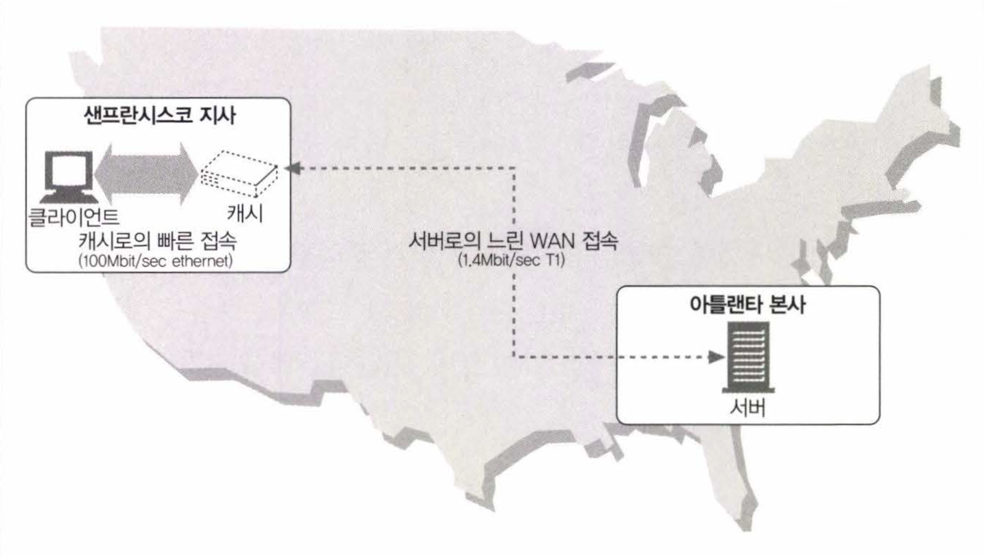 샌프란시스코 지사
클라이언트
캐시
캐시로의 빠른 접속
(100Mbit/sec ethernet)
서버로의 느린 WAN 접속
(1.4Mbit/sec T1)
아틀랜타 본사
서버